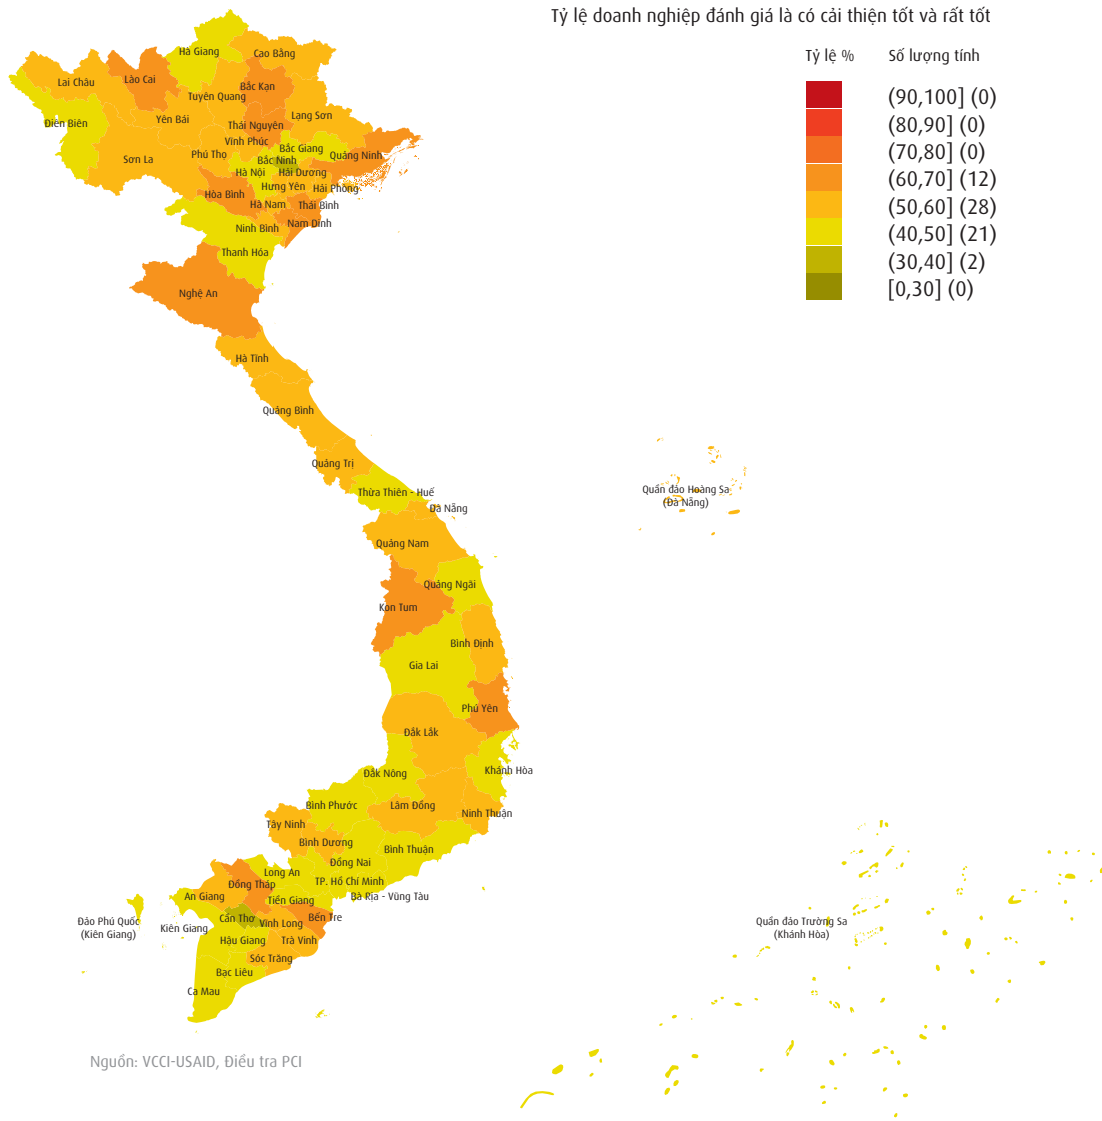 Tỷ lệ doanh nghiệp đánh giá là có cải thiện tốt và rất tốt
Tỷ lệ %
Số lượng tính
(90,100] (0)
(80,90] (0)
(70,80] (0)
(60,70] (12)
(50,60] (28)
(40,50] (21)
(30,40] (2)
[0,30] (0)
Hà Giang
Cao Bằng
Lai Châu
Lào Cai
Bắc Kạn
Tuyên Quang
Lạng Sơn
Điên Biên
Yên Bái
Thái Nguyên
Vĩnh Phúc
Bắc Giang
Sơn La
Phú Thọ
Bắc Ninh
Quảng Ninh
Hà Nội
Hải Dương
Hưng Yên
Hải Phòng
Hòa Bình
Hà Nam
Thái Bình
Ninh Bình
Nam Dính
Thanh Hóa
Nghệ An
Hà Tĩnh
Quảng Bình
Quảng Trị
Thừa Thiên - Huế
Đà Nẵng
Quần đảo Hoàng Sa
(Đà Nẵng)
Quảng Nam
Quảng Ngãi
Kon Tum
Bình Định
Gia Lai
Phú Yên
Đắk Lắk
Đắk Nông
Khánh Hòa
Bình Phước
Lâm Đồng
Ninh Thuận
Tây Ninh
Bình Dương
Bình Thuận
Đồng Nai
Long An
TP. Hồ Chí Minh
Đồng Tháp
An Giang
Tiền Giang
Bà Rịa - Vũng Tàu
Đảo Phú Quốc
(Kiên Giang)
Kiên Giang
Cần Thơ
Vĩnh Long
Bến Tre
Hậu Giang
Trà Vinh
Sóc Trăng
Bạc Liêu
Ca Mau
Quần đảo Trường Sa
(Khánh Hòa)
Nguồn: VCCI-USAID, Điều tra PCI